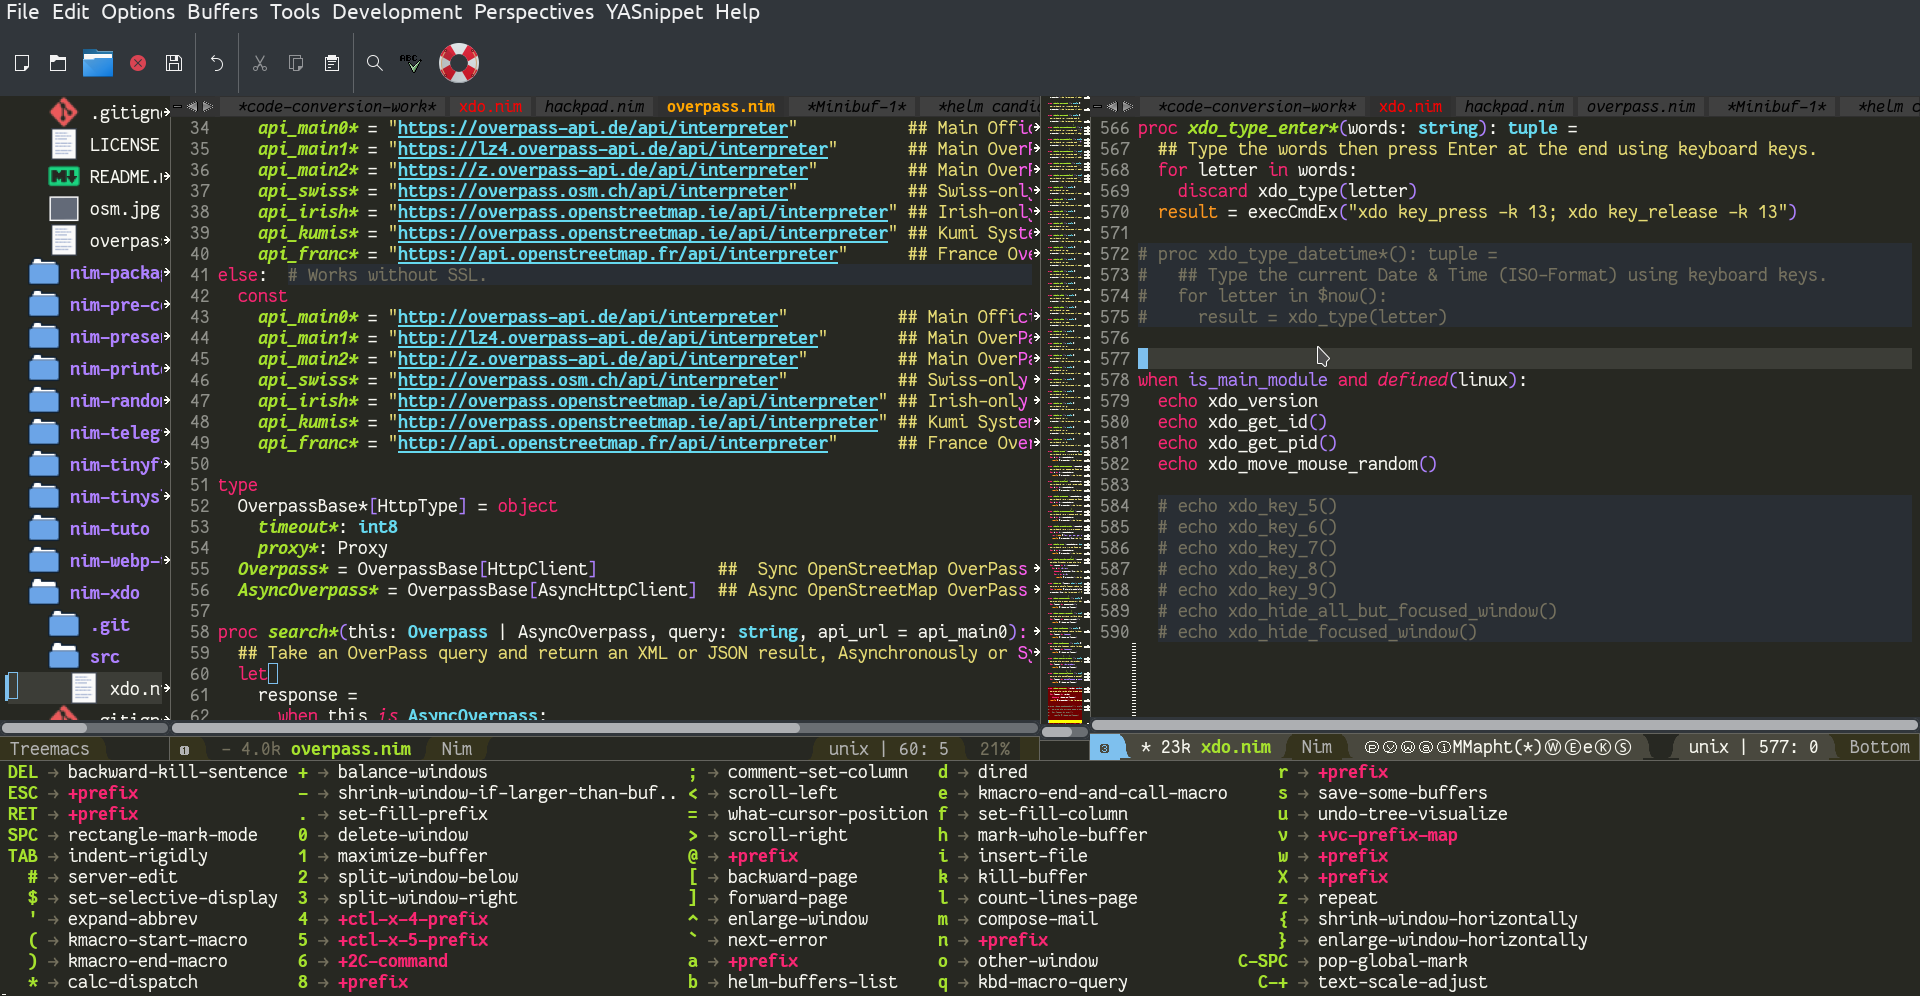 File Edit Options Buffers Tools Development Perspectives YASnippet Help
ABC
.gitign
LICENSE
README.
osm.jpg
overpas
nim-packa
nim-pre-c
nim-prese
nim-print
nim-rando
nim-teleg
nim-tinyf
nim-tinys
nim-tuto
nim-webp-
nim-xdo
.git
src
xdo.n
.gitign
*code-conversion-work* xdo.nim hackpad.nim overpass.nim *Minibuf-1* *helm candi
34 api_main0* = "https://overpass-api.de/api/interpreter" ## Main Offic
35 api_main1* = "https://lz4.overpass-api.de/api/interpreter" ## Main OverP
36 api_main2* = "https://z.overpass-api.de/api/interpreter" ## Main OverP
37 api_swiss* = "https://overpass.osm.ch/api/interpreter" ## Swiss-onl
38 api_irish* = "https://overpass.openstreetmap.ie/api/interpreter" ## Irish-onl
39 api_kumis* = "https://overpass.openstreetmap.ie/api/interpreter" ## Kumi Syst
40 api_franc* = "https://api.openstreetmap.fr/api/interpreter" ## France Ov
41 else: # Works without SSL.
42 const
43 api_main0* = "http://overpass-api.de/api/interpreter" ## Main Offic
44 api_main1* = "http://lz4.overpass-api.de/api/interpreter" ## Main OverP
45 api_main2* = "http://z.overpass-api.de/api/interpreter" ## Main OverP
46 api_swiss* = "http://overpass.osm.ch/api/interpreter" ## Swiss-only
47 api_irish* = "http://overpass.openstreetmap.ie/api/interpreter" ## Irish-only
48 api_kumis* = "http://overpass.openstreetmap.ie/api/interpreter" ## Kumi System
49 api_franc* = "http://api.openstreetmap.fr/api/interpreter" ## France Over
50
51 type
52 OverpassBase*[HttpType] = object
53 timeout*: int8
54 proxy*: Proxy
55 Overpass* = OverpassBase[HttpClient] ## Sync OpenStreetMap OverPass
56 AsyncOverpass* = OverpassBase[AsyncHttpClient] ## Async OpenStreetMap OverPass
57
58 proc search*(this: Overpass | AsyncOverpass, query: string, api_url = api_main0):
59 ## Take an OverPass query and return an XML or JSON result, Asynchronously or S
60 let
61 response =
62 when this is AsyncOverpass:
*code-conversion-work* xdo.nim hackpad.nim overpass.nim *Minibuf-1* *helm c
566 proc xdo_type_enter*(words: string): tuple =
567 ## Type the words then press Enter at the end using keyboard keys.
568 for letter in words:
569 discard xdo_type(letter)
570 result = execCmdEx("xdo key_press -k 13; xdo key_release -k 13")
571
572 # proc xdo_type_datetime*(): tuple =
573 # ## Type the current Date & Time (ISO-Format) using keyboard keys.
574 # for letter in $now():
575 # result = xdo_type(letter)
576
577
578 when is_main_module and defined(linux):
579 echo xdo_version
580 echo xdo_get_id()
581 echo xdo_get_pid()
582 echo xdo_move_mouse_random()
583
584 # echo xdo_key_5()
585 # echo xdo_key_6()
586 # echo xdo_key_7()
587 # echo xdo_key_8()
588 # echo xdo_key_9()
589 # echo xdo_hide_all_but_focused_window()
590 # echo xdo_hide_focused_window()
Treemacs
- 4.0k overpass.nim Nim unix | 60: 5 21%
* 23k xdo.nim Nim ⓟⓨⓦⓐⓘMMapht(*)ⓌⒺeⓀⓈ unix | 577: 0 Bottom
DEL → backward-kill-sentence + → balance-windows ; → comment-set-column d → dired r → +prefix
ESC → +prefix - → shrink-window-if-larger-than-buf.. < → scroll-left e → kmacro-end-and-call-macro s → save-some-buffers
RET → +prefix . → set-fill-prefix = → what-cursor-position f → set-fill-column u → undo-tree-visualize
SPC → rectangle-mark-mode 0 → delete-window > → scroll-right h → mark-whole-buffer v → +vc-prefix-map
TAB → indent-rigidly 1 → maximize-buffer @ → +prefix i → insert-file w → +prefix
# → server-edit 2 → split-window-below [ → backward-page k → kill-buffer X → +prefix
$ → set-selective-display 3 → split-window-right ] → forward-page l → count-lines-page z → repeat
' → expand-abbrev 4 → +ctl-x-4-prefix ^ → enlarge-window m → compose-mail { → shrink-window-horizontally
( → kmacro-start-macro 5 → +ctl-x-5-prefix ` → next-error n → +prefix } → enlarge-window-horizontally
) → kmacro-end-macro 6 → +2C-command a → +prefix o → other-window C-SPC → pop-global-mark
* → calc-dispatch 8 → +prefix b → helm-buffers-list q → kbd-macro-query C-+ → text-scale-adjust